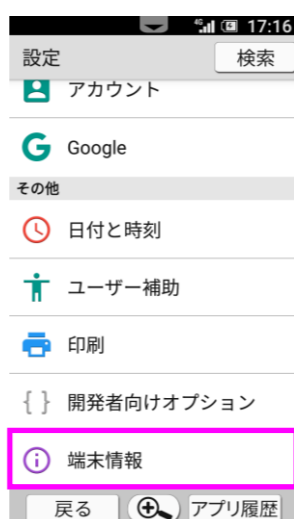 4G 17:16
設定 検索
アカウント
Google
その他
日付と時刻
ユーザー補助
印刷
{ } 開発者向けオプション
端末情報
戻る アプリ履歴